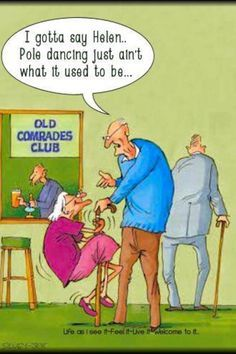 I gotta say Helen..
Pole dancing just ain't
what it used to be...
OLD
COMRADES
CLUB
Life as I see it-Feel it-Live it-Welcome to it.